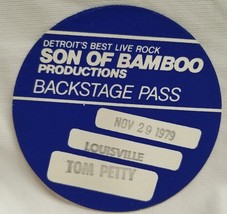 DETROIT'S BEST LIVE ROCK
SON OF BAMBOO
PRODUCTIONS
BACKSTAGE PASS
NOV 29 1979
LOUISVILLE
TOM PETTY